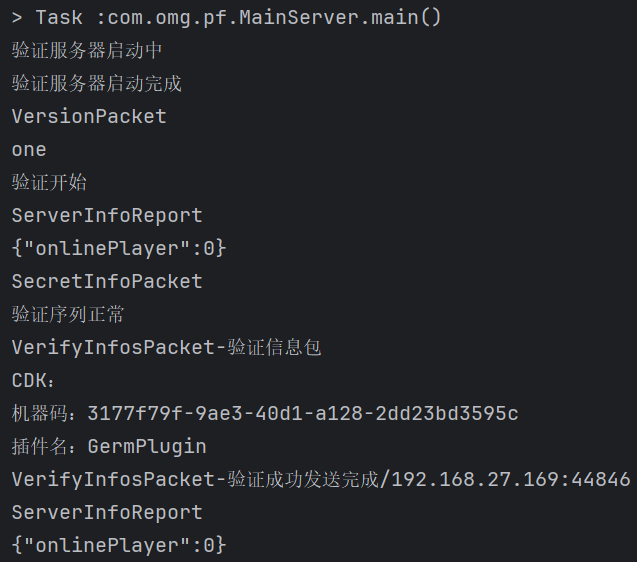 > Task :com.omg.pf.MainServer.main()
验证服务器启动中
验证服务器启动完成
VersionPacket
one
验证开始
ServerInfoReport
{"onlinePlayer":0}
SecretInfoPacket
验证序列正常
VerifyInfosPacket-验证信息包
CDK：
机器码：3177f79f-9ae3-40d1-a128-2dd23bd3595c
插件名：GermPlugin
VerifyInfosPacket-验证成功发送完成/192.168.27.169:44846
ServerInfoReport
{"onlinePlayer":0}